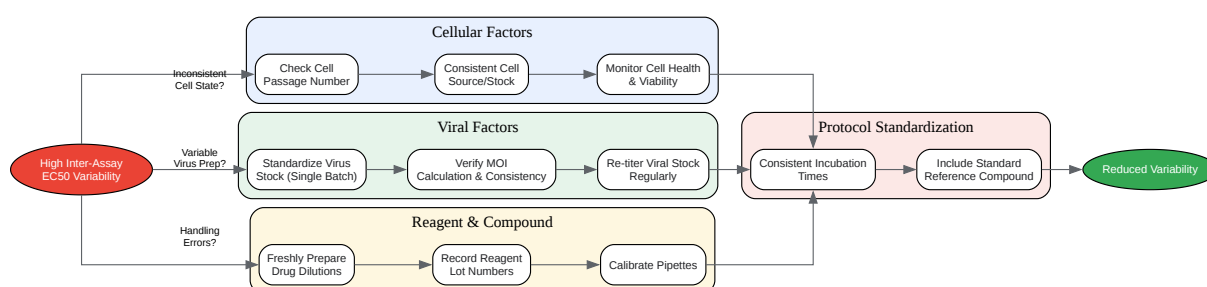 Cellular Factors
Inconsistent
Cell State?
Check Cell
Passage Number
Consistent Cell
Source/Stock
Monitor Cell Health
& Viability
High Inter-Assay
EC50 Variability
Viral Factors
Variable
Virus Prep?
Standardize Virus
Stock (Single Batch)
Verify MOI
Calculation & Consistency
Re-titer Viral Stock
Regularly
Reagent & Compound
Handling
Errors?
Freshly Prepare
Drug Dilutions
Record Reagent
Lot Numbers
Calibrate Pipettes
Protocol Standardization
Consistent Incubation
Times
Include Standard
Reference Compound
Reduced Variability